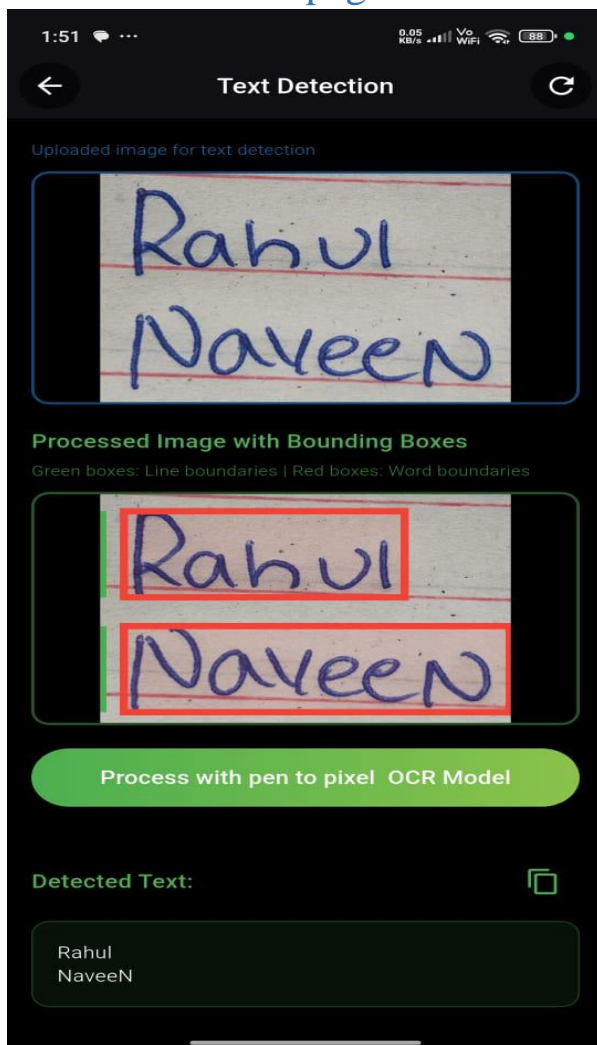 page
1:51 ...
0.05 KB/s Vo WiFi 88
Text Detection
Uploaded image for text detection
Rahul
NaveeN
Processed Image with Bounding Boxes
Green boxes: Line boundaries | Red boxes: Word boundaries
Rahul
NaveeN
Process with pen to pixel OCR Model
Detected Text:
Rahul
NaveeN